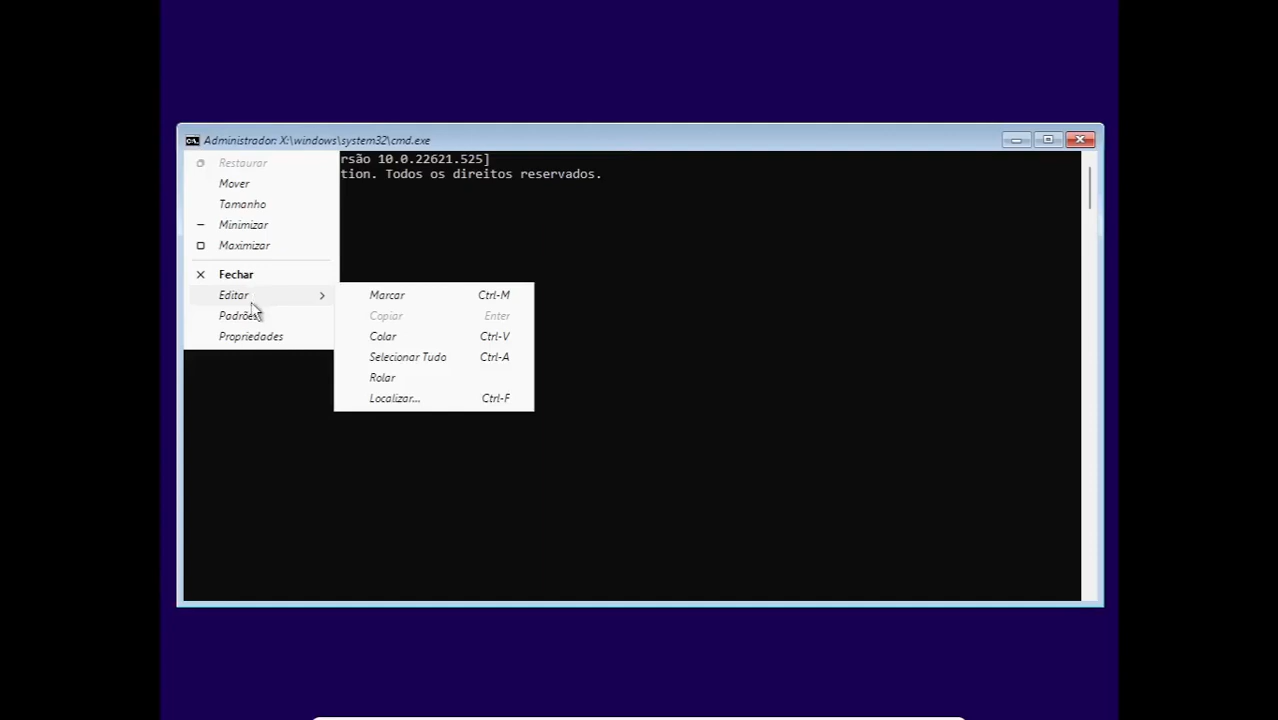 Administrador: X:\windows\system32\cmd.exe
rsão 10.0.22621.525]
tion. Todos os direitos reservados.
Restaurar
Mover
Tamanho
Minimizar
Maximizar
Fechar
Editar
Padrões
Propriedades
Marcar Ctrl-M
Copiar Enter
Colar Ctrl-V
Selecionar Tudo Ctrl-A
Rolar
Localizar... Ctrl-F